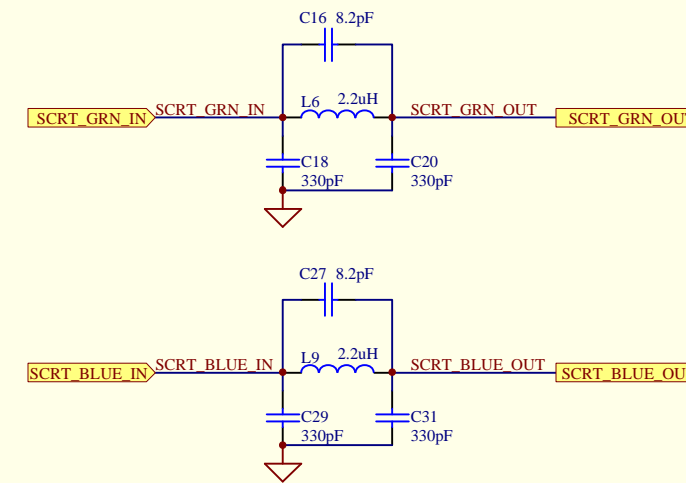 C16 8.2pF
SCRT_GRN_IN SCRT_GRN_IN L6 2.2uH SCRT_GRN_OUT SCRT_GRN_OU
C18 C20
330pF 330pF
C27 8.2pF
SCRT_BLUE_IN SCRT_BLUE_IN L9 2.2uH SCRT_BLUE_OUT SCRT_BLUE_OU
C29 C31
330pF 330pF